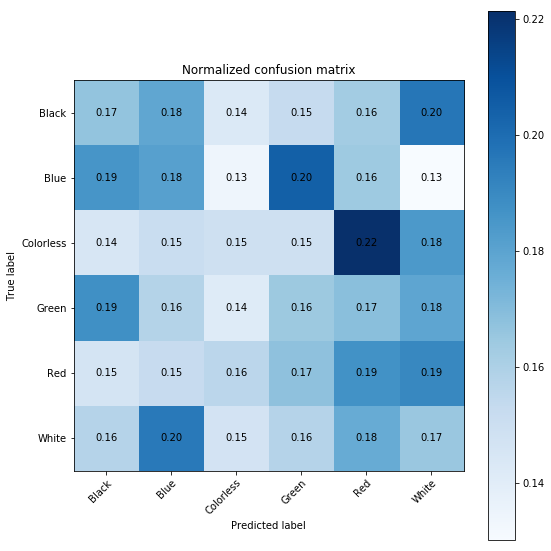 Normalized confusion matrix
True label
Black 0.17 0.18 0.14 0.15 0.16 0.20
Blue 0.19 0.18 0.13 0.20 0.16 0.13
Colorless 0.14 0.15 0.15 0.15 0.22 0.18
Green 0.19 0.16 0.14 0.16 0.17 0.18
Red 0.15 0.15 0.16 0.17 0.19 0.19
White 0.16 0.20 0.15 0.16 0.18 0.17
Black Blue Colorless Green Red White
Predicted label
0.22
0.20
0.18
0.16
0.14